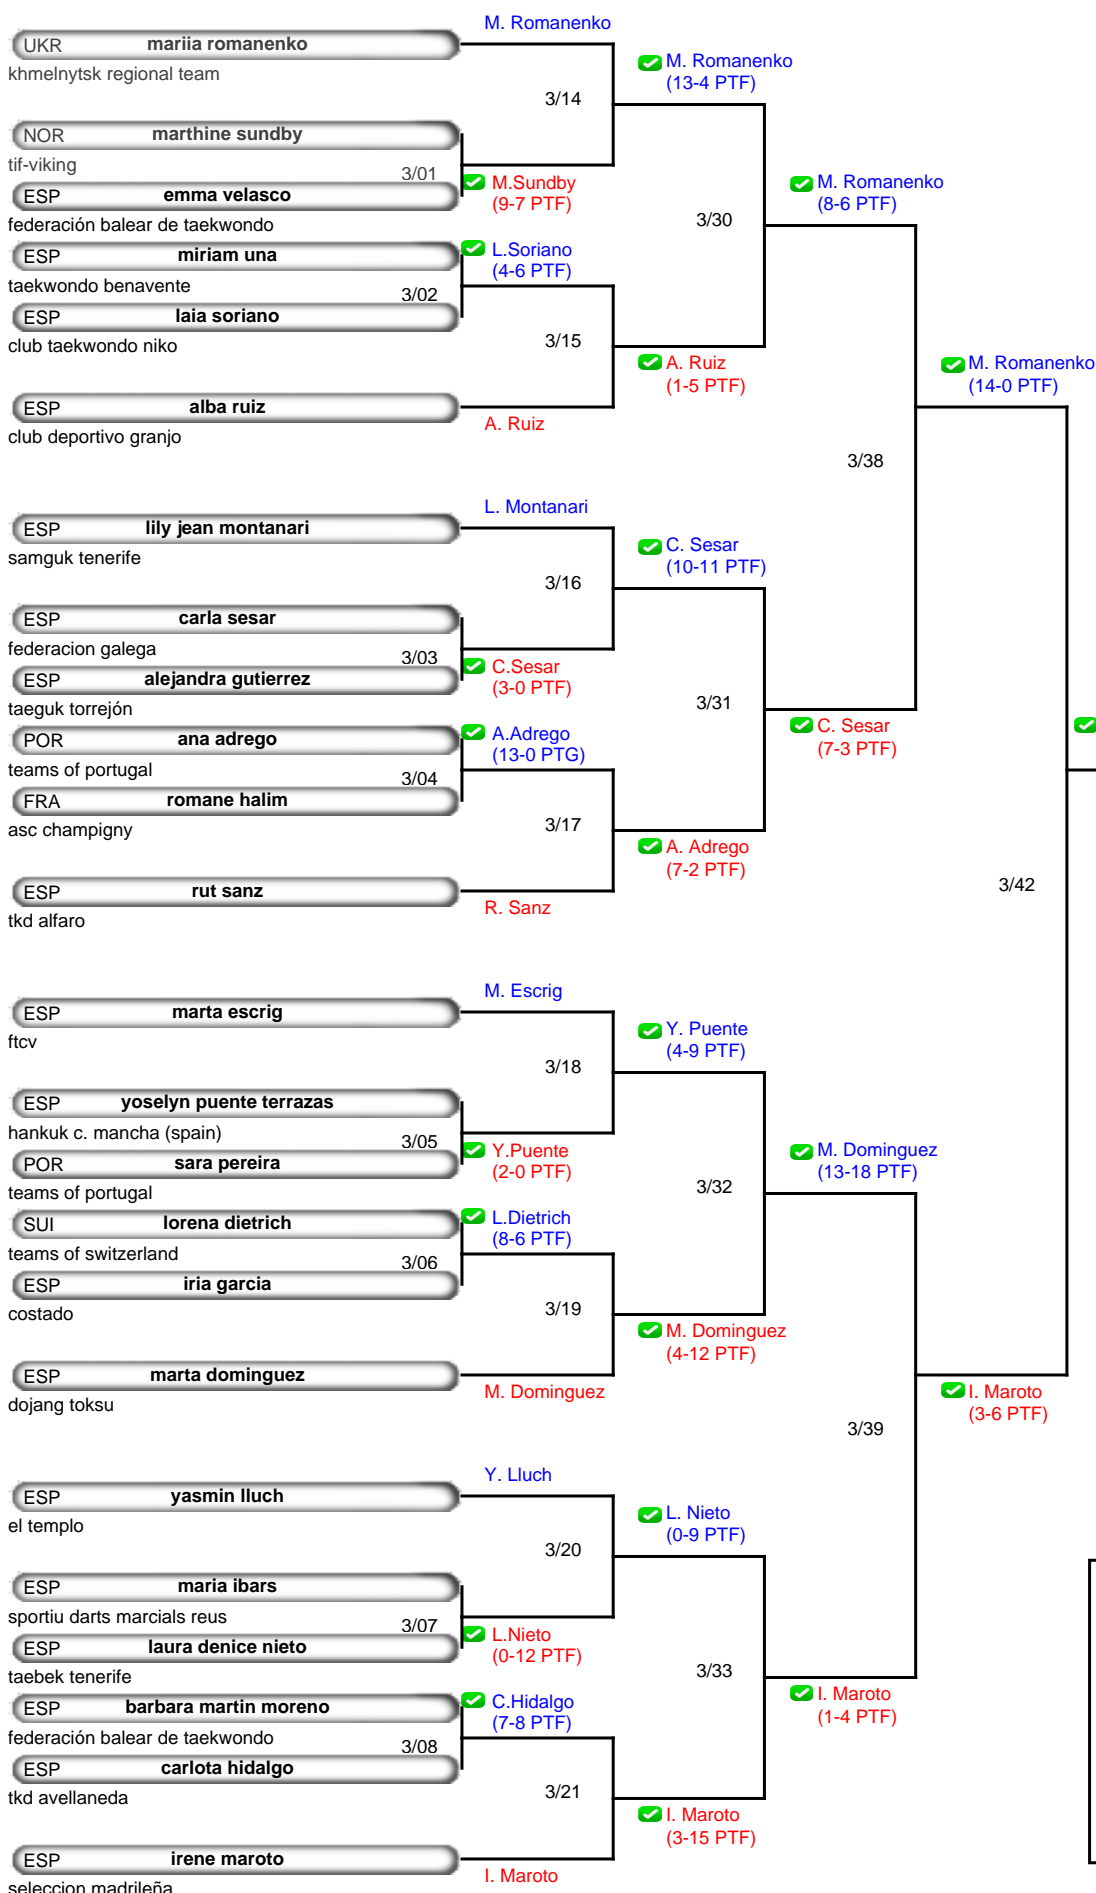 M. Romanenko
UKR mariia romanenko
khmelnytsk regional team
M. Romanenko
(13-4 PTF)
3/14
NOR marthine sundby
tif-viking
3/01
M.Sundby
(9-7 PTF)
ESP emma velasco
federación balear de taekwondo
M. Romanenko
(8-6 PTF)
3/30
ESP miriam una
taekwondo benavente
L.Soriano
(4-6 PTF)
3/02
ESP laia soriano
club taekwondo niko
3/15
A. Ruiz
(1-5 PTF)
M. Romanenko
(14-0 PTF)
ESP alba ruiz
club deportivo granjo
A. Ruiz
3/38
L. Montanari
ESP lily jean montanari
samguk tenerife
C. Sesar
(10-11 PTF)
3/16
ESP carla sesar
federacion galega
3/03
C.Sesar
(3-0 PTF)
ESP alejandra gutierrez
taeguk torrejón
3/31
ESP
POR ana adrego
teams of portugal
A.Adrego
(13-0 PTG)
C. Sesar
(7-3 PTF)
3/04
FRA romane halim
asc champigny
3/17
A. Adrego
(7-2 PTF)
ESP rut sanz
tkd alfaro
R. Sanz
3/42
M. Escrig
ESP marta escrig
ftcv
Y. Puente
(4-9 PTF)
3/18
ESP yoselyn puente terrazas
hankuk c. mancha (spain)
3/05
Y.Puente
(2-0 PTF)
POR sara pereira
teams of portugal
M. Dominguez
(13-18 PTF)
3/32
SUI lorena dietrich
teams of switzerland
L.Dietrich
(8-6 PTF)
3/06
ESP iria garcia
costado
3/19
M. Dominguez
(4-12 PTF)
ESP marta dominguez
dojang toksu
M. Dominguez
I. Maroto
(3-6 PTF)
3/39
Y. Lluch
ESP yasmin lluch
el templo
L. Nieto
(0-9 PTF)
3/20
ESP maria ibars
sportiu darts marcials reus
3/07
L.Nieto
(0-12 PTF)
ESP laura denice nieto
taebek tenerife
3/33
ESP barbara martin moreno
federación balear de taekwondo
C.Hidalgo
(7-8 PTF)
I. Maroto
(1-4 PTF)
3/08
ESP carlota hidalgo
tkd avellaneda
3/21
I. Maroto
(3-15 PTF)
ESP irene maroto
seleccion madrileña
I. Maroto